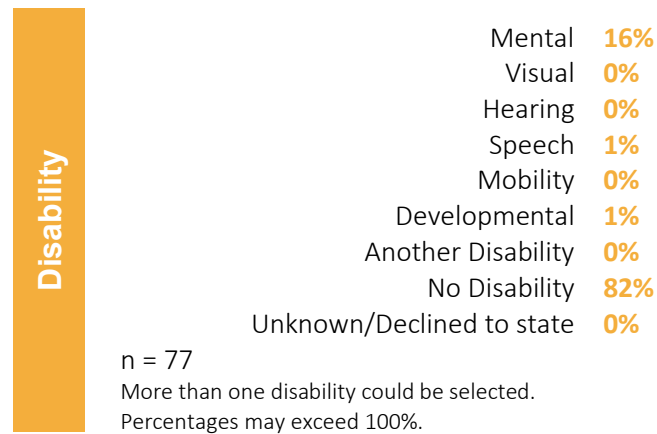 Disability
Mental 16%
Visual 0%
Hearing 0%
Speech 1%
Mobility 0%
Developmental 1%
Another Disability 0%
No Disability 82%
Unknown/Declined to state 0%
n = 77
More than one disability could be selected.
Percentages may exceed 100%.